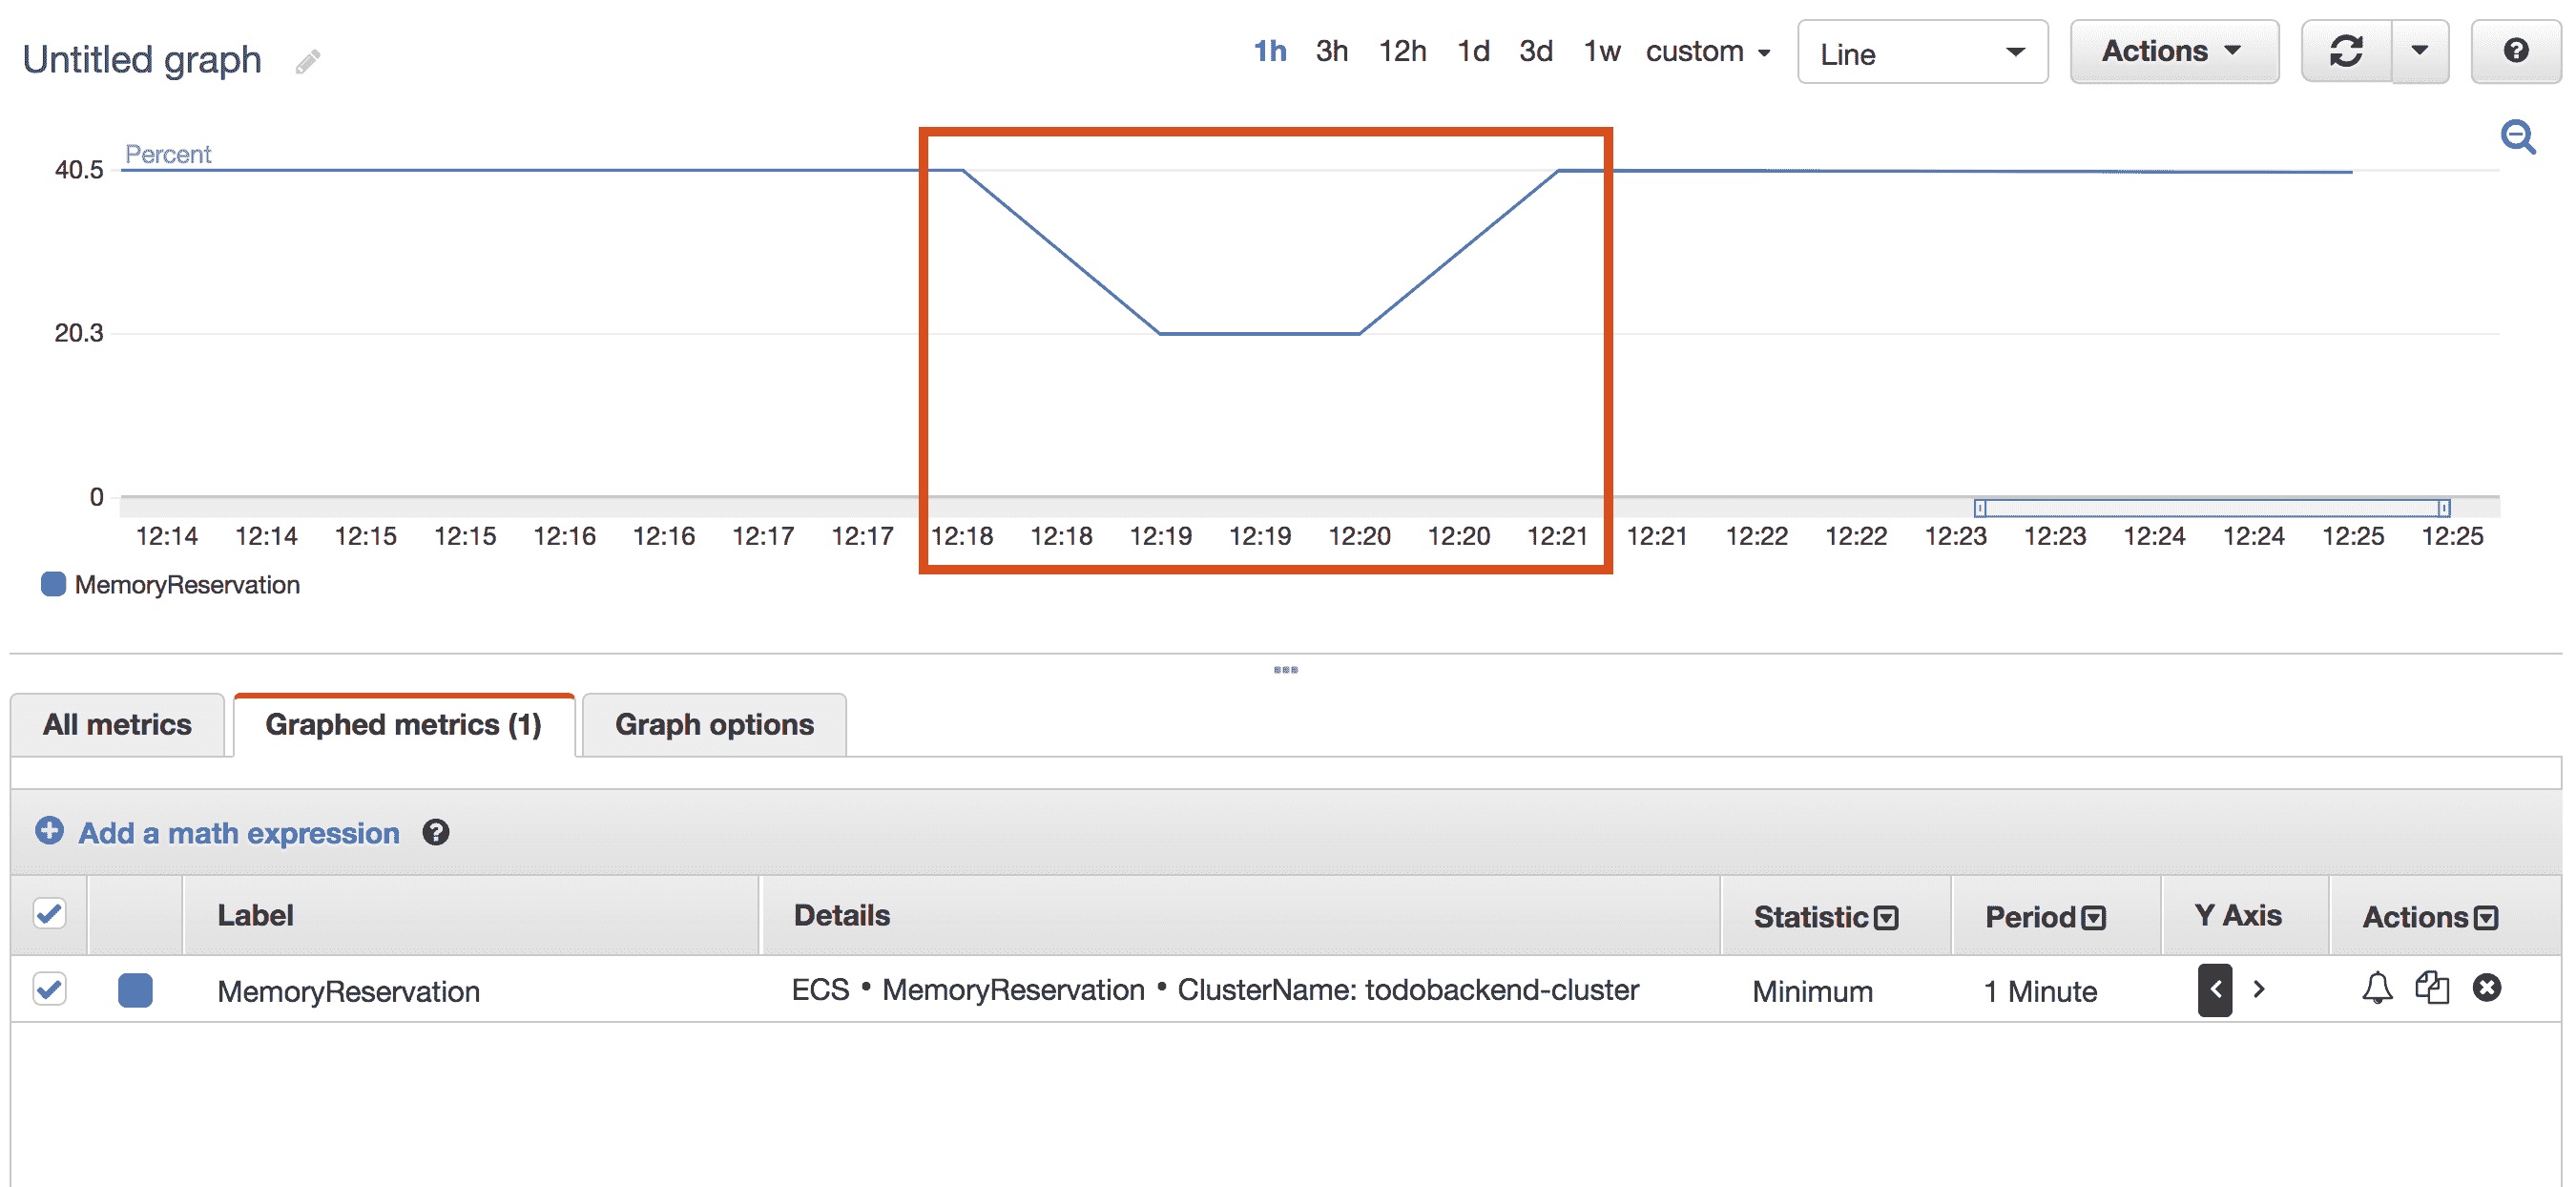 Untitled graph
1h 3h 12h 1d 3d 1w custom Line Actions
Percent
40.5
20.3
0
12:14 12:14 12:15 12:15 12:16 12:16 12:17 12:17 12:18 12:18 12:19 12:19 12:20 12:20 12:21 12:21 12:22 12:22 12:23 12:23 12:24 12:24 12:25 12:25
MemoryReservation
All metrics Graphed metrics (1) Graph options
Add a math expression
Label Details Statistic Period Y Axis Actions
MemoryReservation ECS • MemoryReservation • ClusterName: todobackend-cluster Minimum 1 Minute